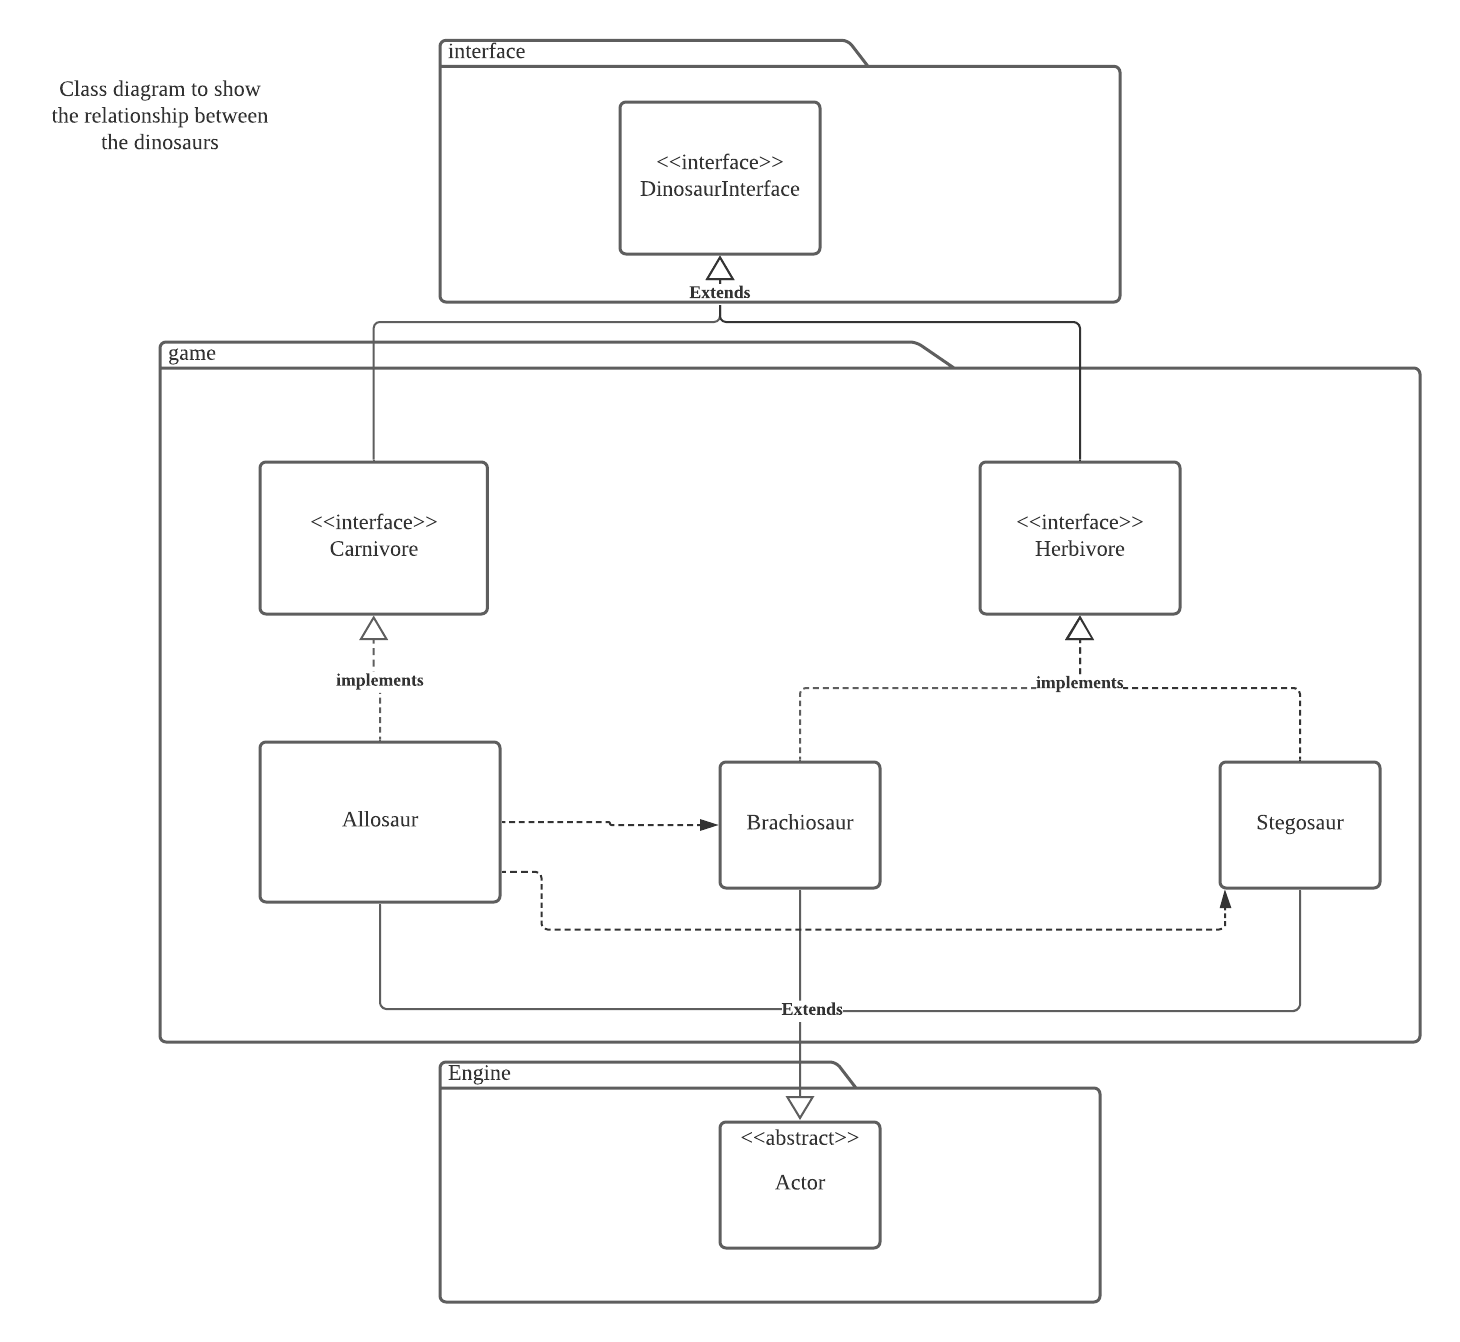 interface
Class diagram to show
the relationship between
the dinosaurs
<<interface>>
DinosaurInterface
Extends
game
<<interface>>
Carnivore
<<interface>>
Herbivore
implements
implements
Allosaur
Brachiosaur
Stegosaur
Extends
Engine
<<abstract>>
Actor